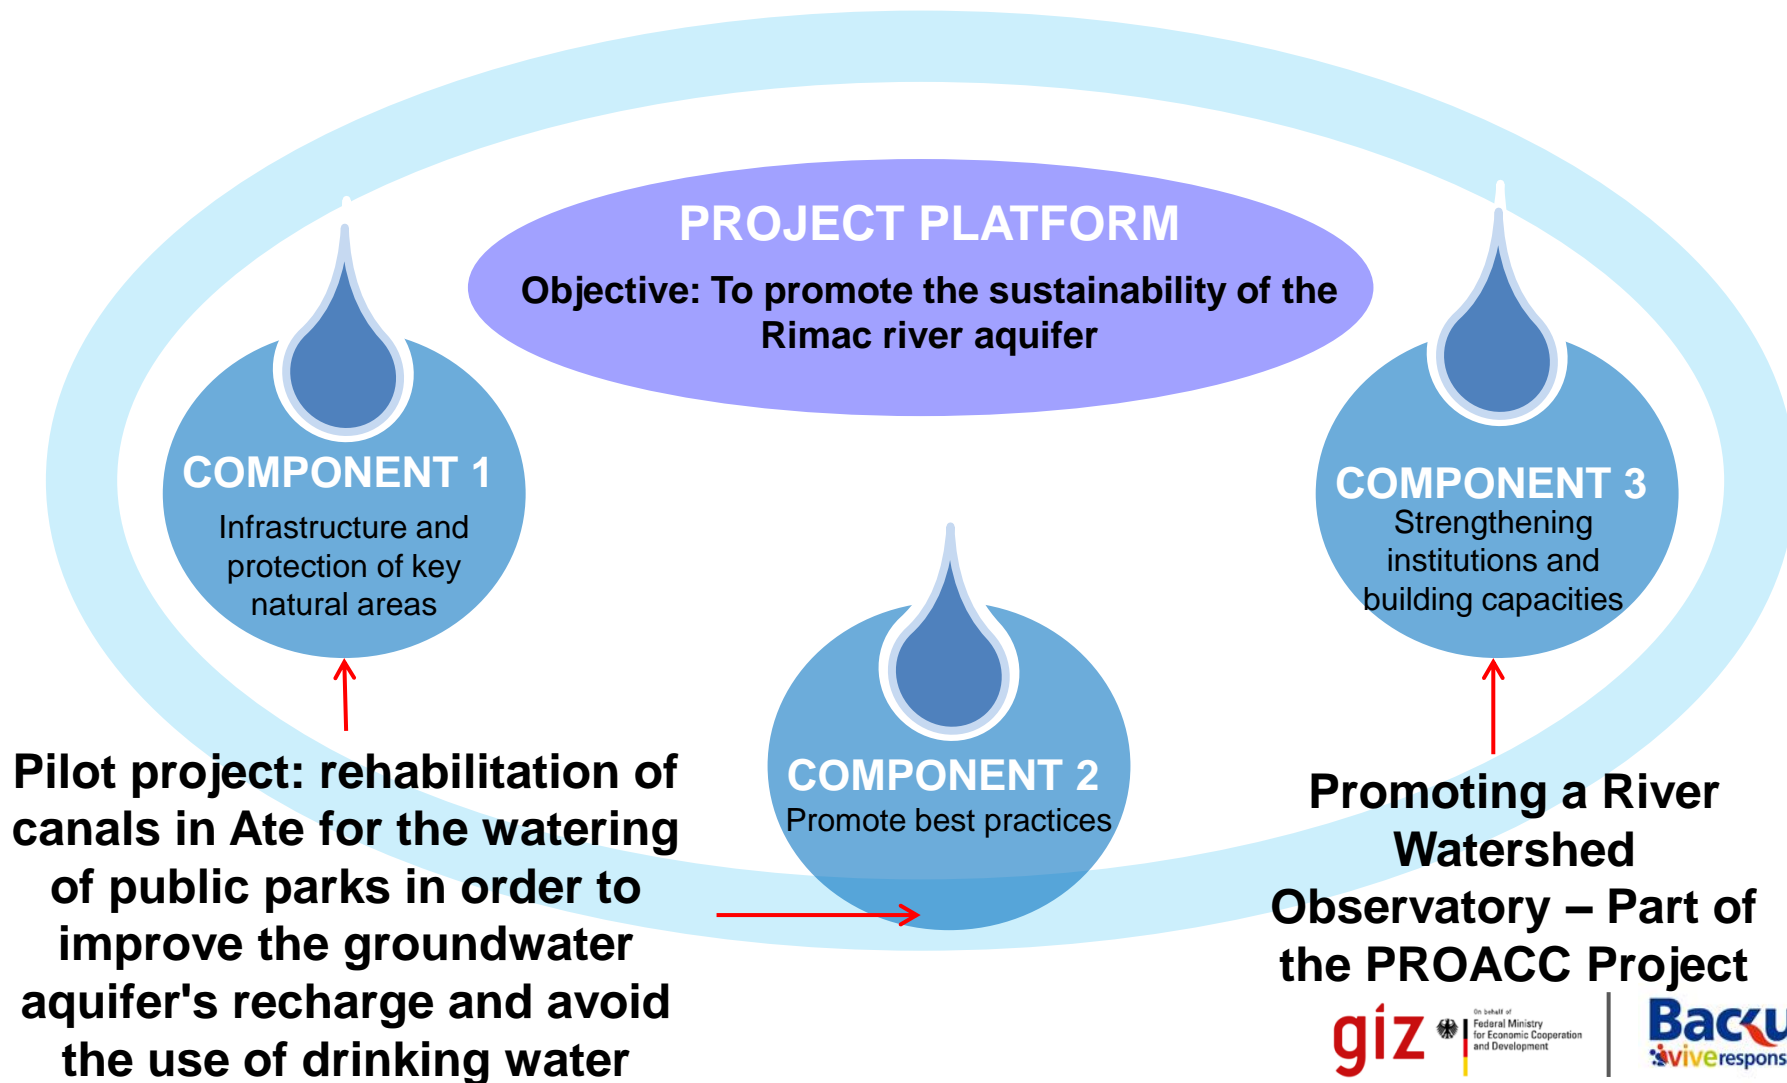 PROJECT PLATFORM
Objective: To promote the sustainability of the
Rimac river aquifer
COMPONENT 1
Infrastructure and
protection of key
natural areas
COMPONENT 2
Promote best practices
COMPONENT 3
Strengthening
institutions and
building capacities
Pilot project: rehabilitation of
canals in Ate for the watering
of public parks in order to
improve the groundwater
aquifer's recharge and avoid
the use of drinking water
Promoting a River
Watershed
Observatory – Part of
the PROACC Project
giz
On behalf of
Federal Ministry
for Economic Cooperation
and Development
Backu
vive respons